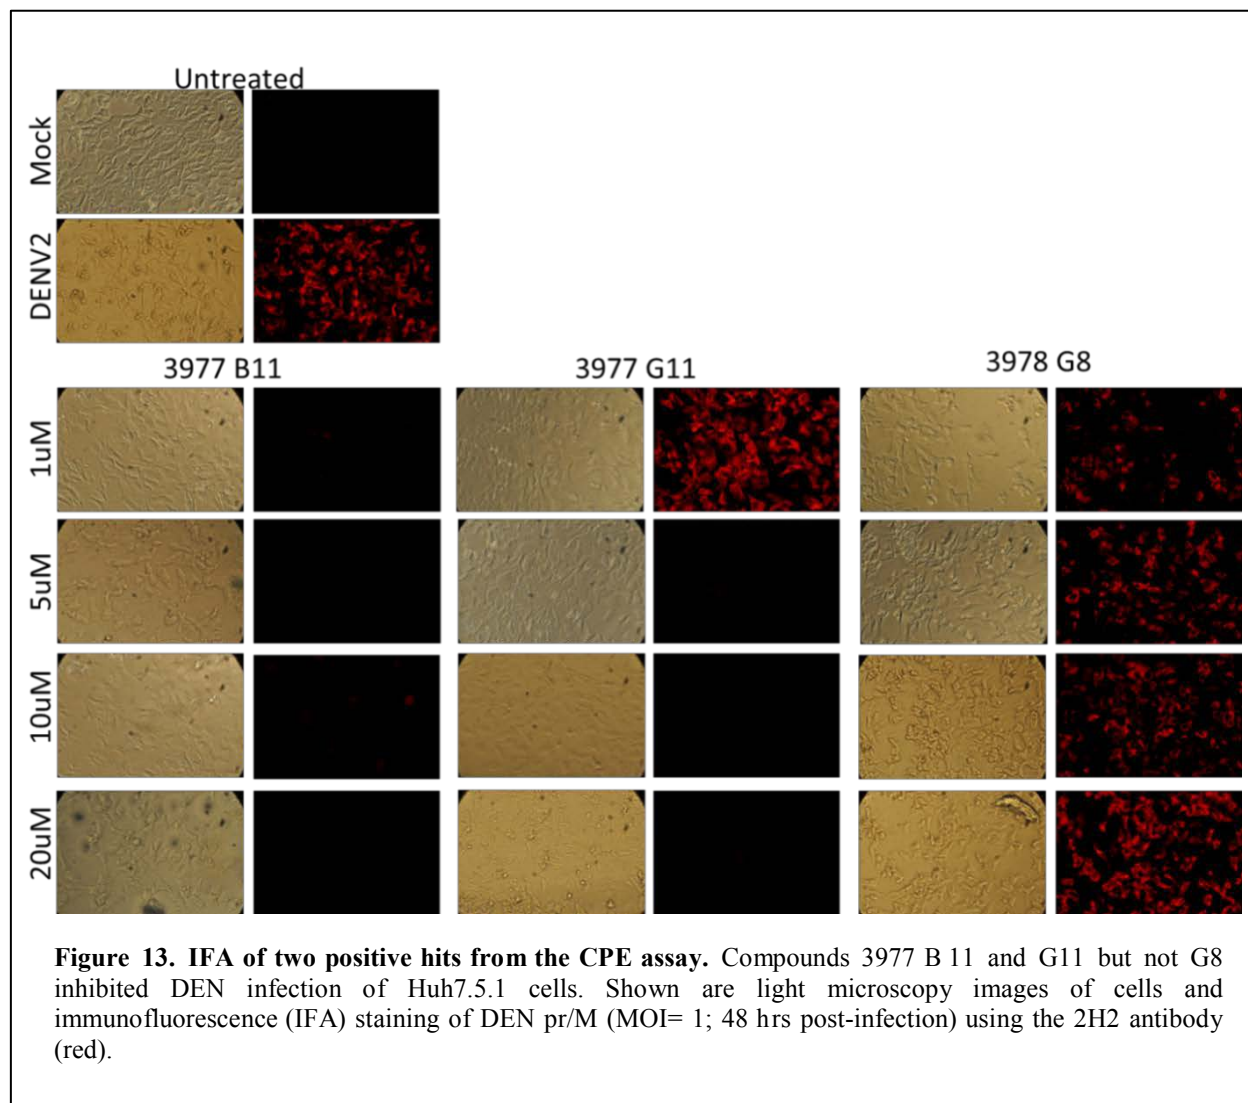 Untreated
Mock
DENV2
3977 B11 3977 G11 3978 G8
1uM
5uM
10uM
20uM
Figure 13. IFA of two positive hits from the CPE assay. Compounds 3977 B 11 and G11 but not G8
inhibited DEN infection of Huh7.5.1 cells. Shown are light microscopy images of cells and
immunofluorescence (IFA) staining of DEN pr/M (MOI= 1; 48 hrs post-infection) using the 2H2 antibody
(red).